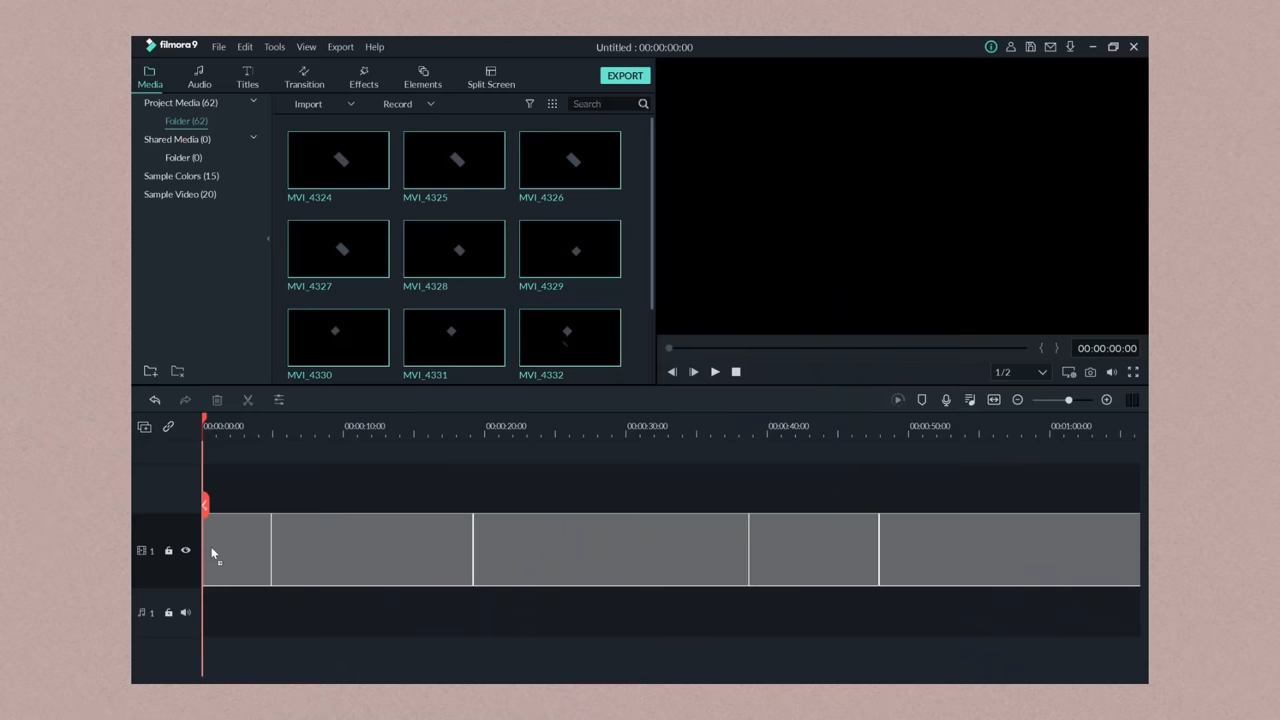 filmora9 File Edit Tools View Export Help Untitled : 00:00:00:00
Media Audio Titles Transition Effects Elements Split Screen EXPORT
Project Media (62) Import Record Search
Folder (62)
Shared Media (0)
Folder (0)
Sample Colors (15)
Sample Video (20)
MVI_4324 MVI_4325 MVI_4326
MVI_4327 MVI_4328 MVI_4329
MVI_4330 MVI_4331 MVI_4332
00:00:00:00
1/2
00:00:00:00 00:00:10:00 00:00:20:00 00:00:30:00 00:00:40:00 00:00:50:00 00:01:00:00
1
1